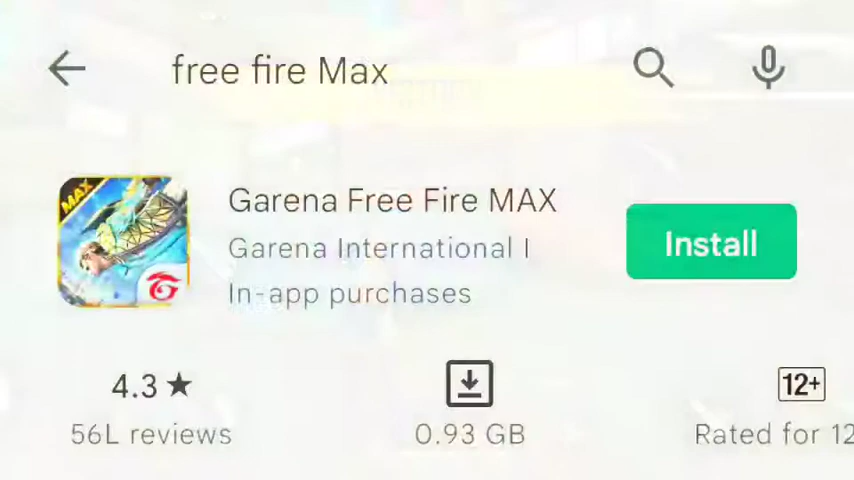 free fire Max
MAX
Garena Free Fire MAX
Garena International I
In-app purchases
Install
4.3 ★
56L reviews
0.93 GB
12+
Rated for 12